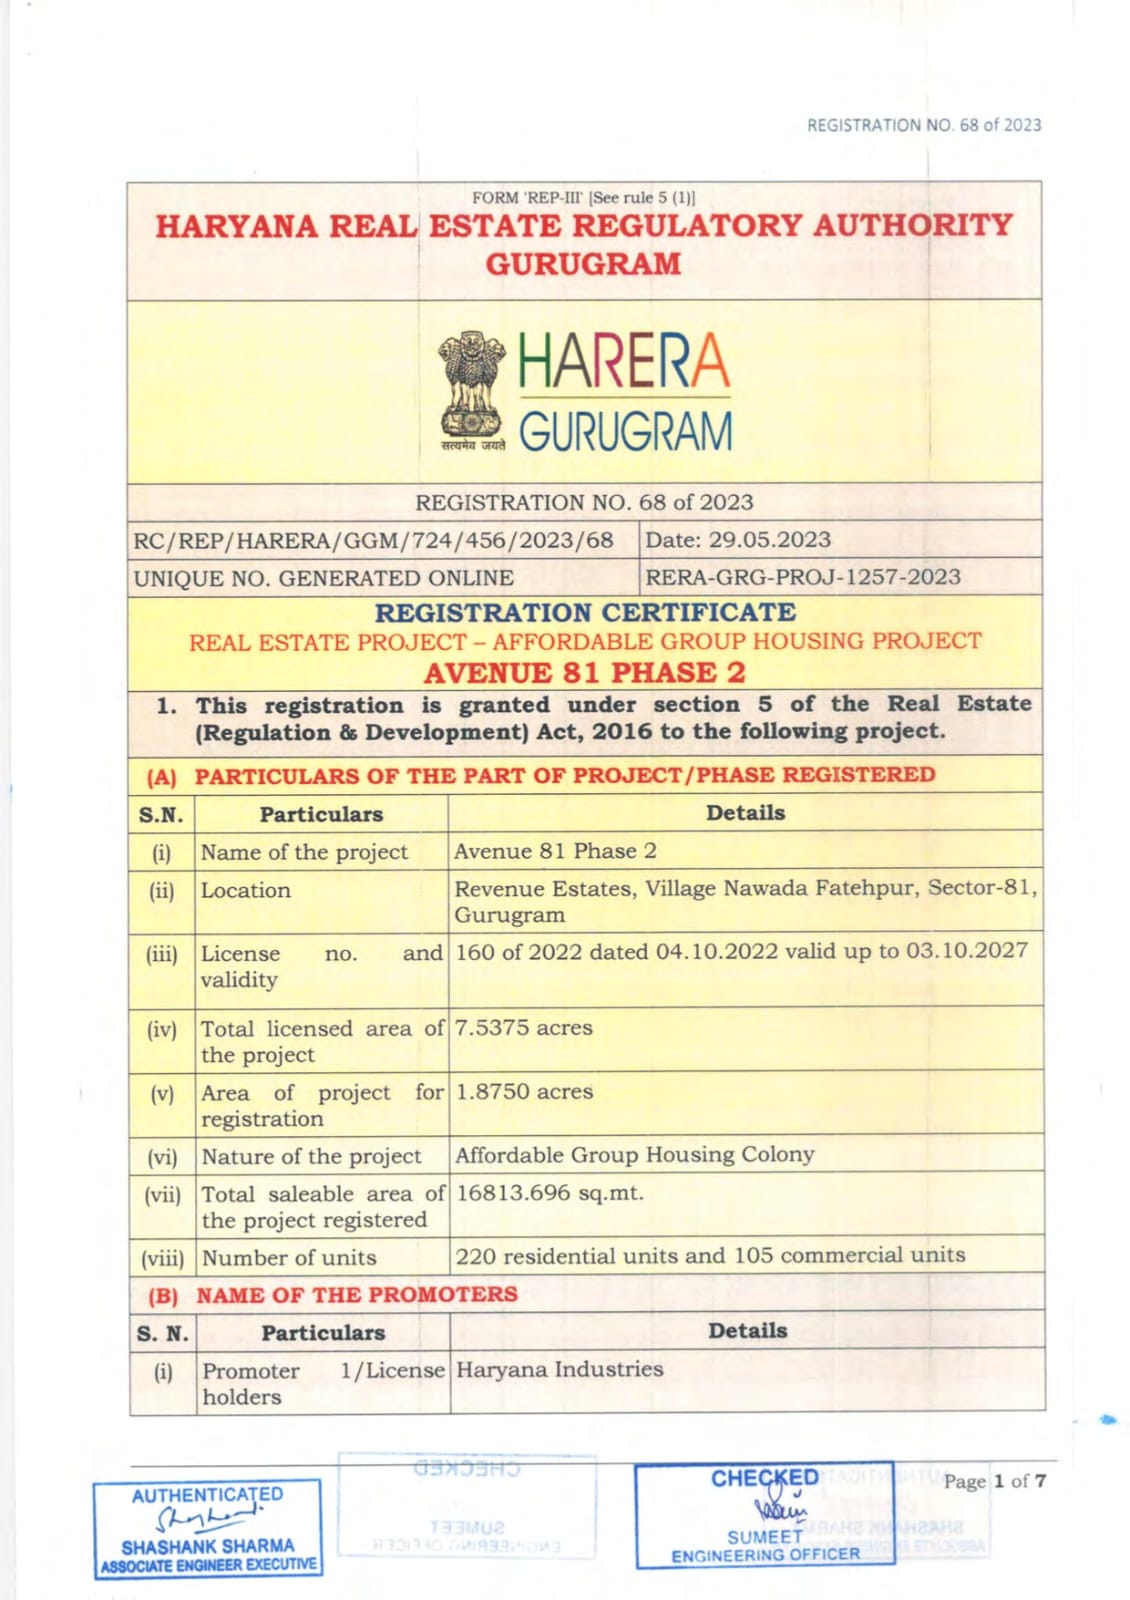 REGISTRATION NO. 68 of 2023
FORM 'REP-III' [See rule 5 (1)]
HARYANA REAL ESTATE REGULATORY AUTHORITY
GURUGRAM
सत्यमेव जयते
HARERA
GURUGRAM
REGISTRATION NO. 68 of 2023
RC/REP/HARERA/GGM/724/456/2023/68 Date: 29.05.2023
UNIQUE NO. GENERATED ONLINE RERA-GRG-PROJ-1257-2023
REGISTRATION CERTIFICATE
REAL ESTATE PROJECT – AFFORDABLE GROUP HOUSING PROJECT
AVENUE 81 PHASE 2
1. This registration is granted under section 5 of the Real Estate
(Regulation & Development) Act, 2016 to the following project.
(A) PARTICULARS OF THE PART OF PROJECT/PHASE REGISTERED
S.N. Particulars Details
(i) Name of the project Avenue 81 Phase 2
(ii) Location Revenue Estates, Village Nawada Fatehpur, Sector-81,
Gurugram
(iii) License no. and 160 of 2022 dated 04.10.2022 valid up to 03.10.2027
validity
(iv) Total licensed area of 7.5375 acres
the project
(v) Area of project for 1.8750 acres
registration
(vi) Nature of the project Affordable Group Housing Colony
(vii) Total saleable area of 16813.696 sq.mt.
the project registered
(viii) Number of units 220 residential units and 105 commercial units
(B) NAME OF THE PROMOTERS
S. N. Particulars Details
(i) Promoter 1/License Haryana Industries
holders
Page 1 of 7
AUTHENTICATED
SHASHANK SHARMA
ASSOCIATE ENGINEER EXECUTIVE
CHECKED
SUMEET
ENGINEERING OFFICER